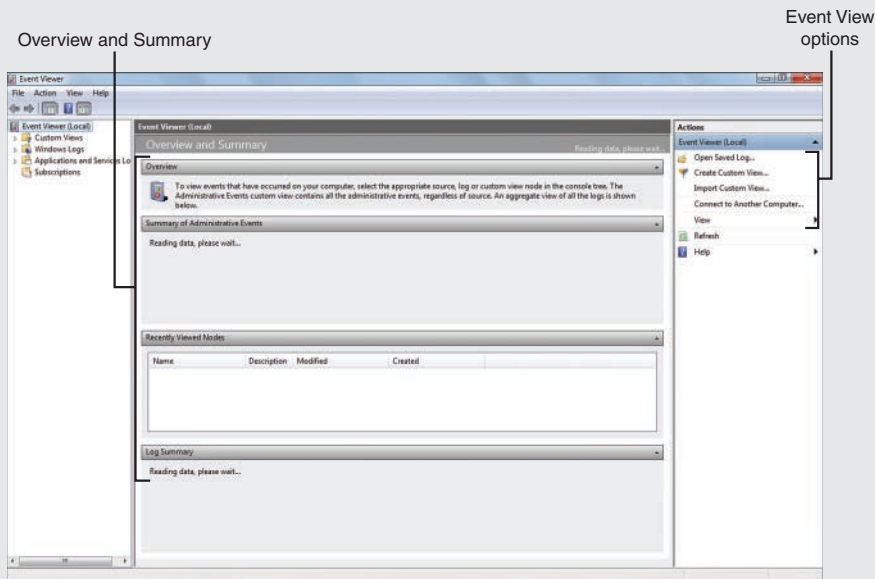 Overview and Summary
Event View
options
Event Viewer
File Action View Help
Event Viewer (Local)
Custom Views
Windows Logs
Applications and Services Lo
Subscriptions
Event Viewer (Local)
Overview and Summary
Reading data, please wait...
Overview
To view events that have occurred on your computer, select the appropriate source, log or custom view node in the console tree. The
Administrative Events custom view contains all the administrative events, regardless of source. An aggregate view of all the logs is shown
below.
Summary of Administrative Events
Reading data, please wait...
Recently Viewed Nodes
Name Description Modified Created
Log Summary
Reading data, please wait...
Actions
Event Viewer (Local)
Open Saved Log...
Create Custom View...
Import Custom View...
Connect to Another Computer...
View
Refresh
Help